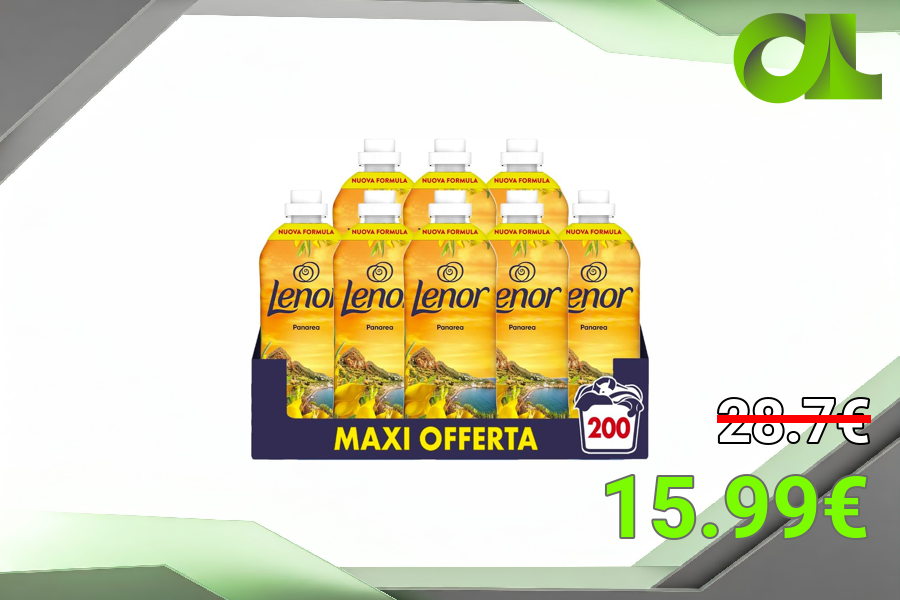 NUOVA FORMULA NUOVA FORMULA NUOVA FORMULA
NUOVA FORMULA NUOVA FORMULA NUOVA FORMULA NUOVA FORMULA NUOVA FORMULA
Lenor Lenor Lenor Lenor Lenor
Panarea Panarea Panarea Panarea Panarea
MAXI OFFERTA
200
28.7€
15.99€